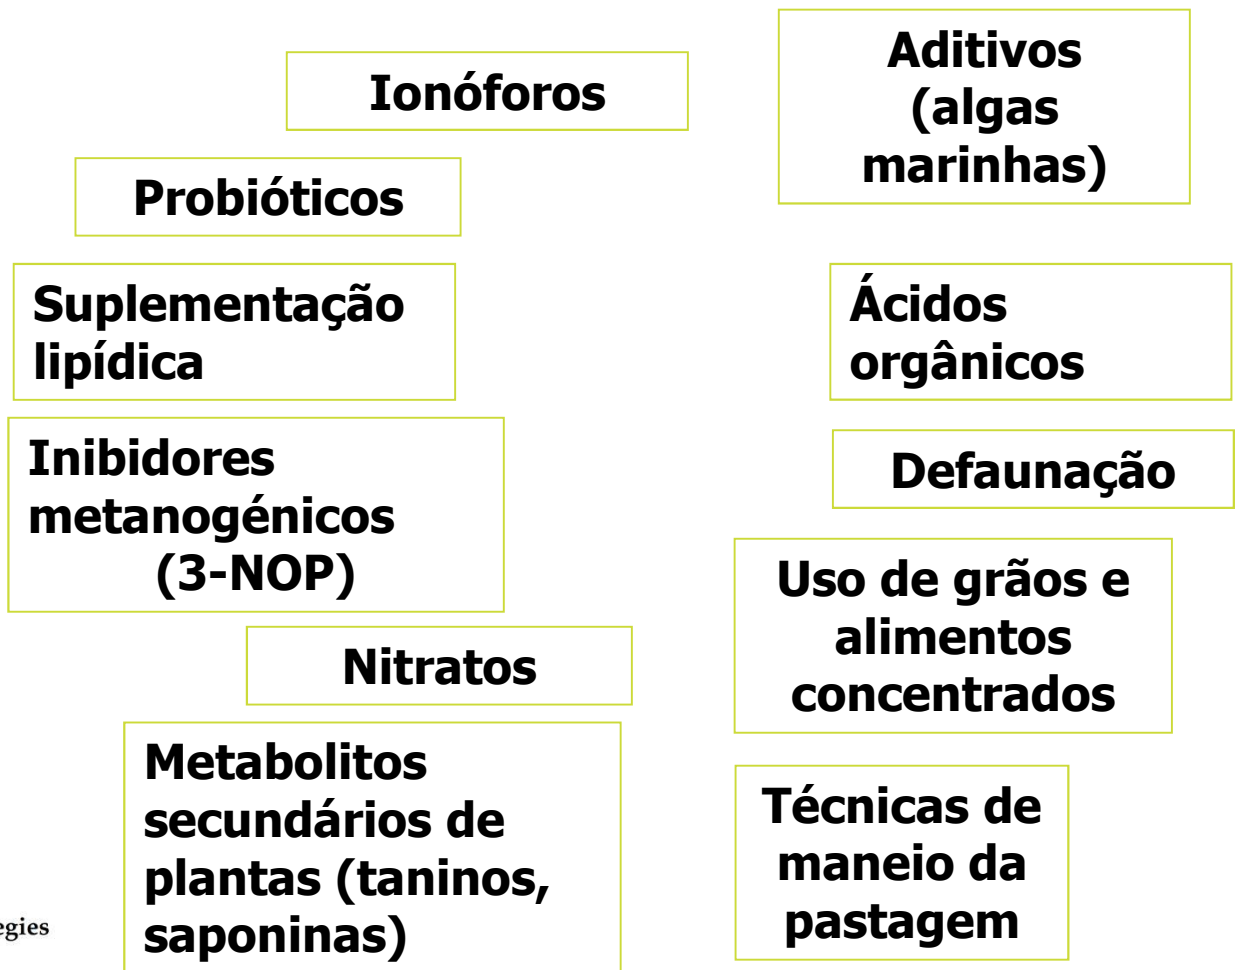 Ionóforos
Aditivos
(algas
marinhas)
Probióticos
Suplementação
lipídica
Ácidos
orgânicos
Inibidores
metanogénicos
(3-NOP)
Defaunação
Uso de grãos e
alimentos
concentrados
Nitratos
Metabolitos
secundários de
plantas (taninos,
saponinas)
Técnicas de
maneio da
pastagem
egies